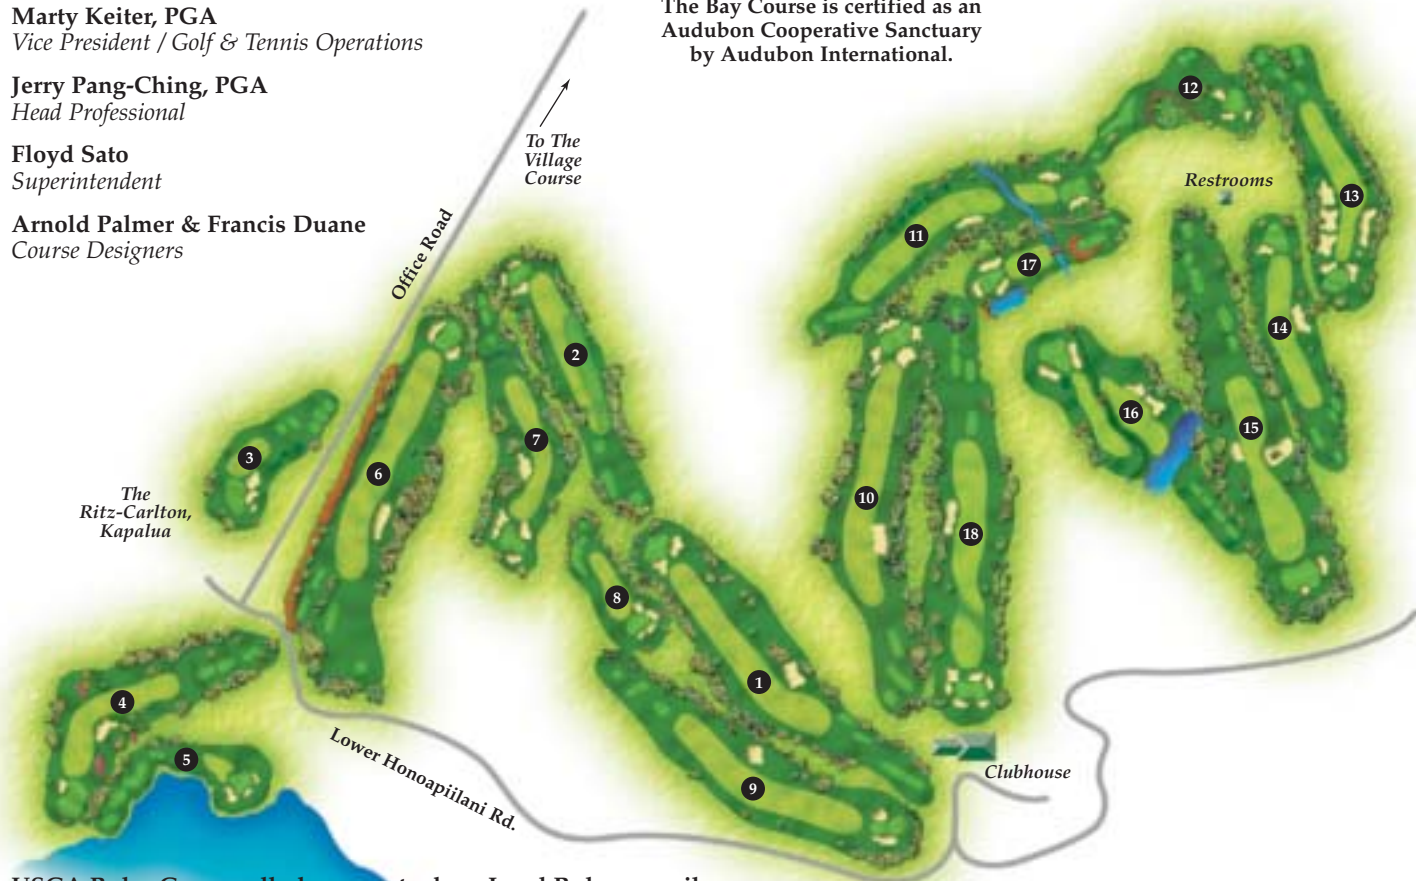 Marty Keiter, PGA
Vice President / Golf & Tennis Operations
Jerry Pang-Ching, PGA
Head Professional
Floyd Sato
Superintendent
Arnold Palmer & Francis Duane
Course Designers
The Bay Course is certified as an
Audubon Cooperative Sanctuary
by Audubon International.
To The
Village
Course
Office Road
Restrooms
12
13
11
17
14
2
16
15
7
3
6
The
Ritz-Carlton,
Kapalua
10
18
8
1
4
5
9
Lower Honoapiilani Rd.
Clubhouse